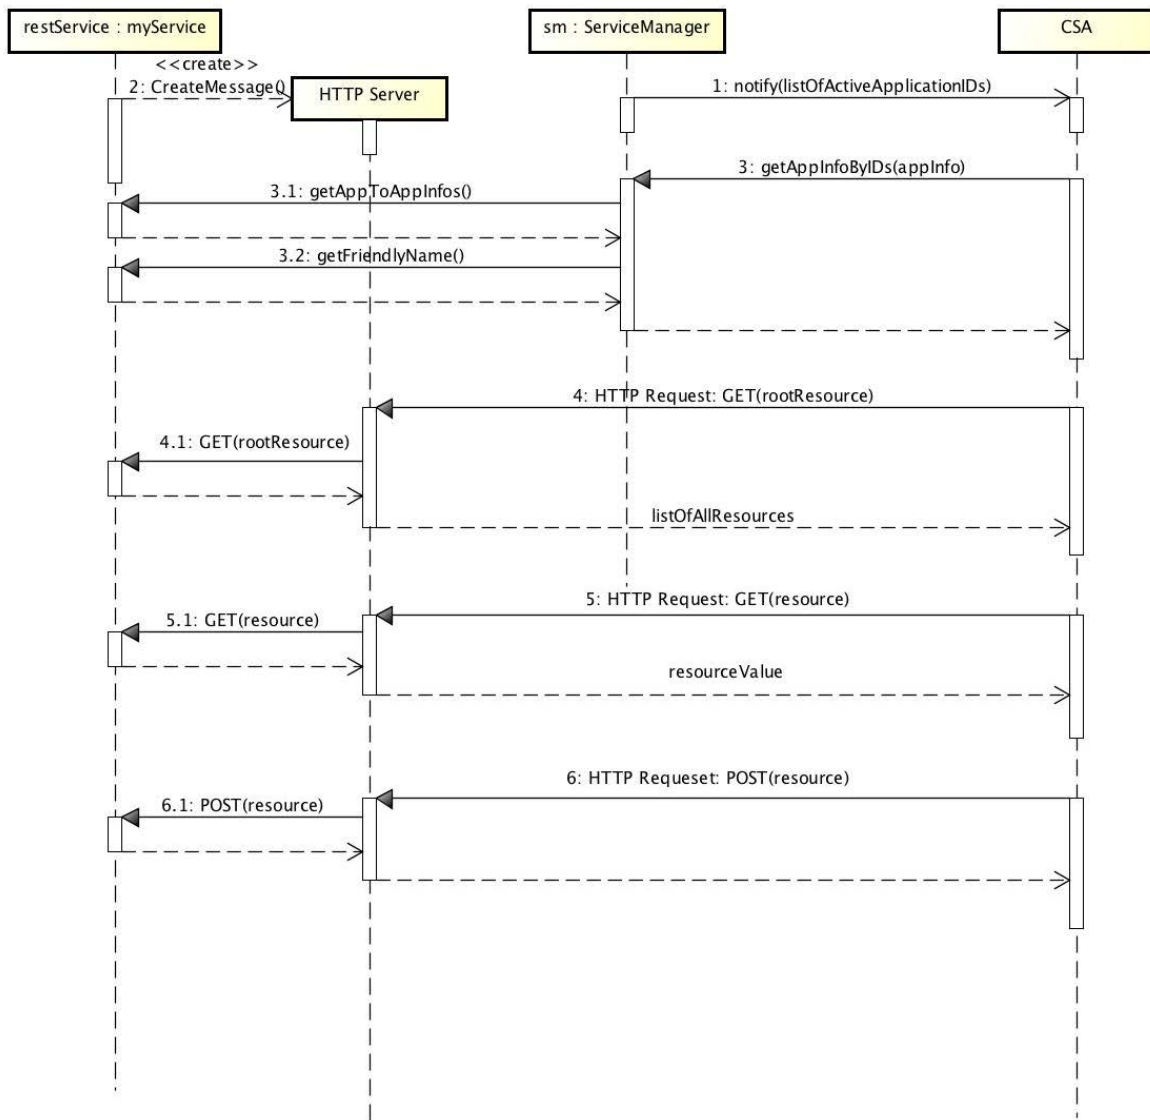 restService : myService
sm : ServiceManager
CSA
<<create>>
2: CreateMessage()
HTTP Server
1: notify(listOfActiveApplicationIDs)
3: getAppInfoByIDs(appInfo)
3.1: getAppToAppInfos()
3.2: getFriendlyName()
4: HTTP Request: GET(rootResource)
4.1: GET(rootResource)
listOfAllResources
5: HTTP Request: GET(resource)
5.1: GET(resource)
resourceValue
6: HTTP Requeset: POST(resource)
6.1: POST(resource)